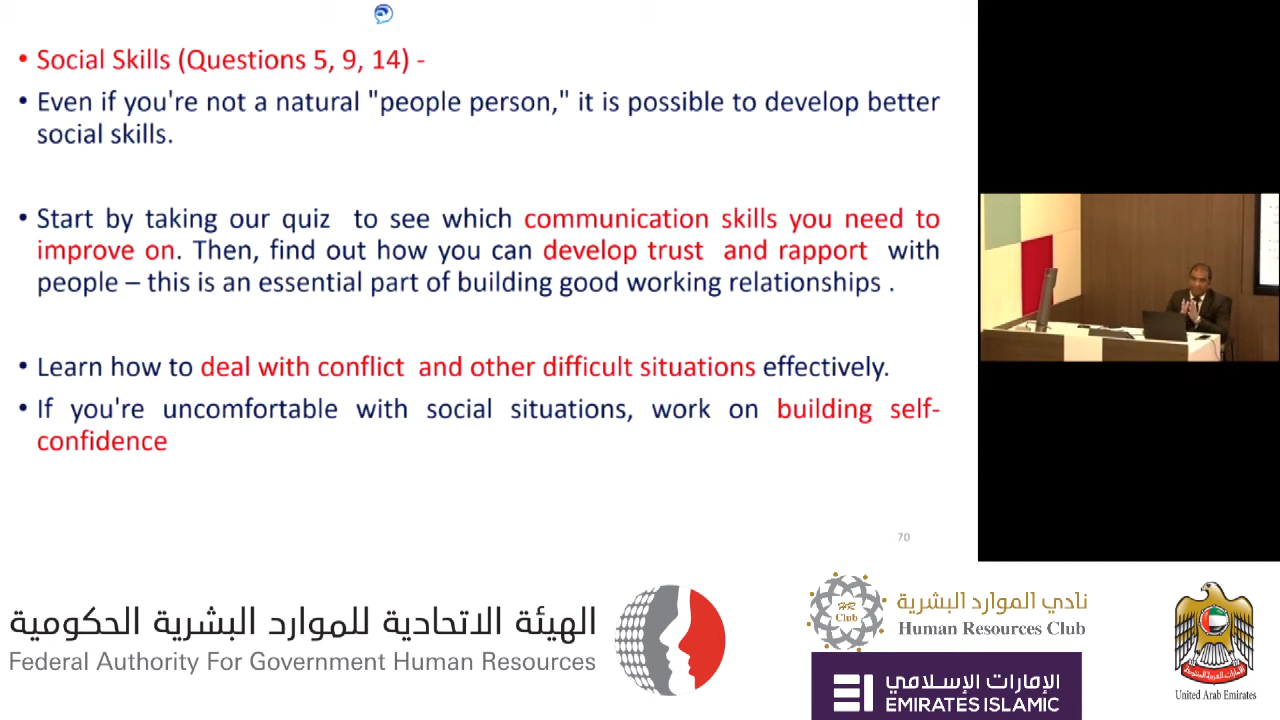 • Social Skills (Questions 5, 9, 14) -
• Even if you're not a natural "people person," it is possible to develop better
social skills.
• Start by taking our quiz to see which communication skills you need to
improve on. Then, find out how you can develop trust and rapport with
people – this is an essential part of building good working relationships .
• Learn how to deal with conflict and other difficult situations effectively.
• If you're uncomfortable with social situations, work on building self-
confidence
70
الهيئة الاتحادية للموارد البشرية الحكومية
Federal Authority For Government Human Resources
HR
Club
نادي الموارد البشرية
Human Resources Club
الإمارات الإسلامي
EMIRATES ISLAMIC
United Arab Emirates